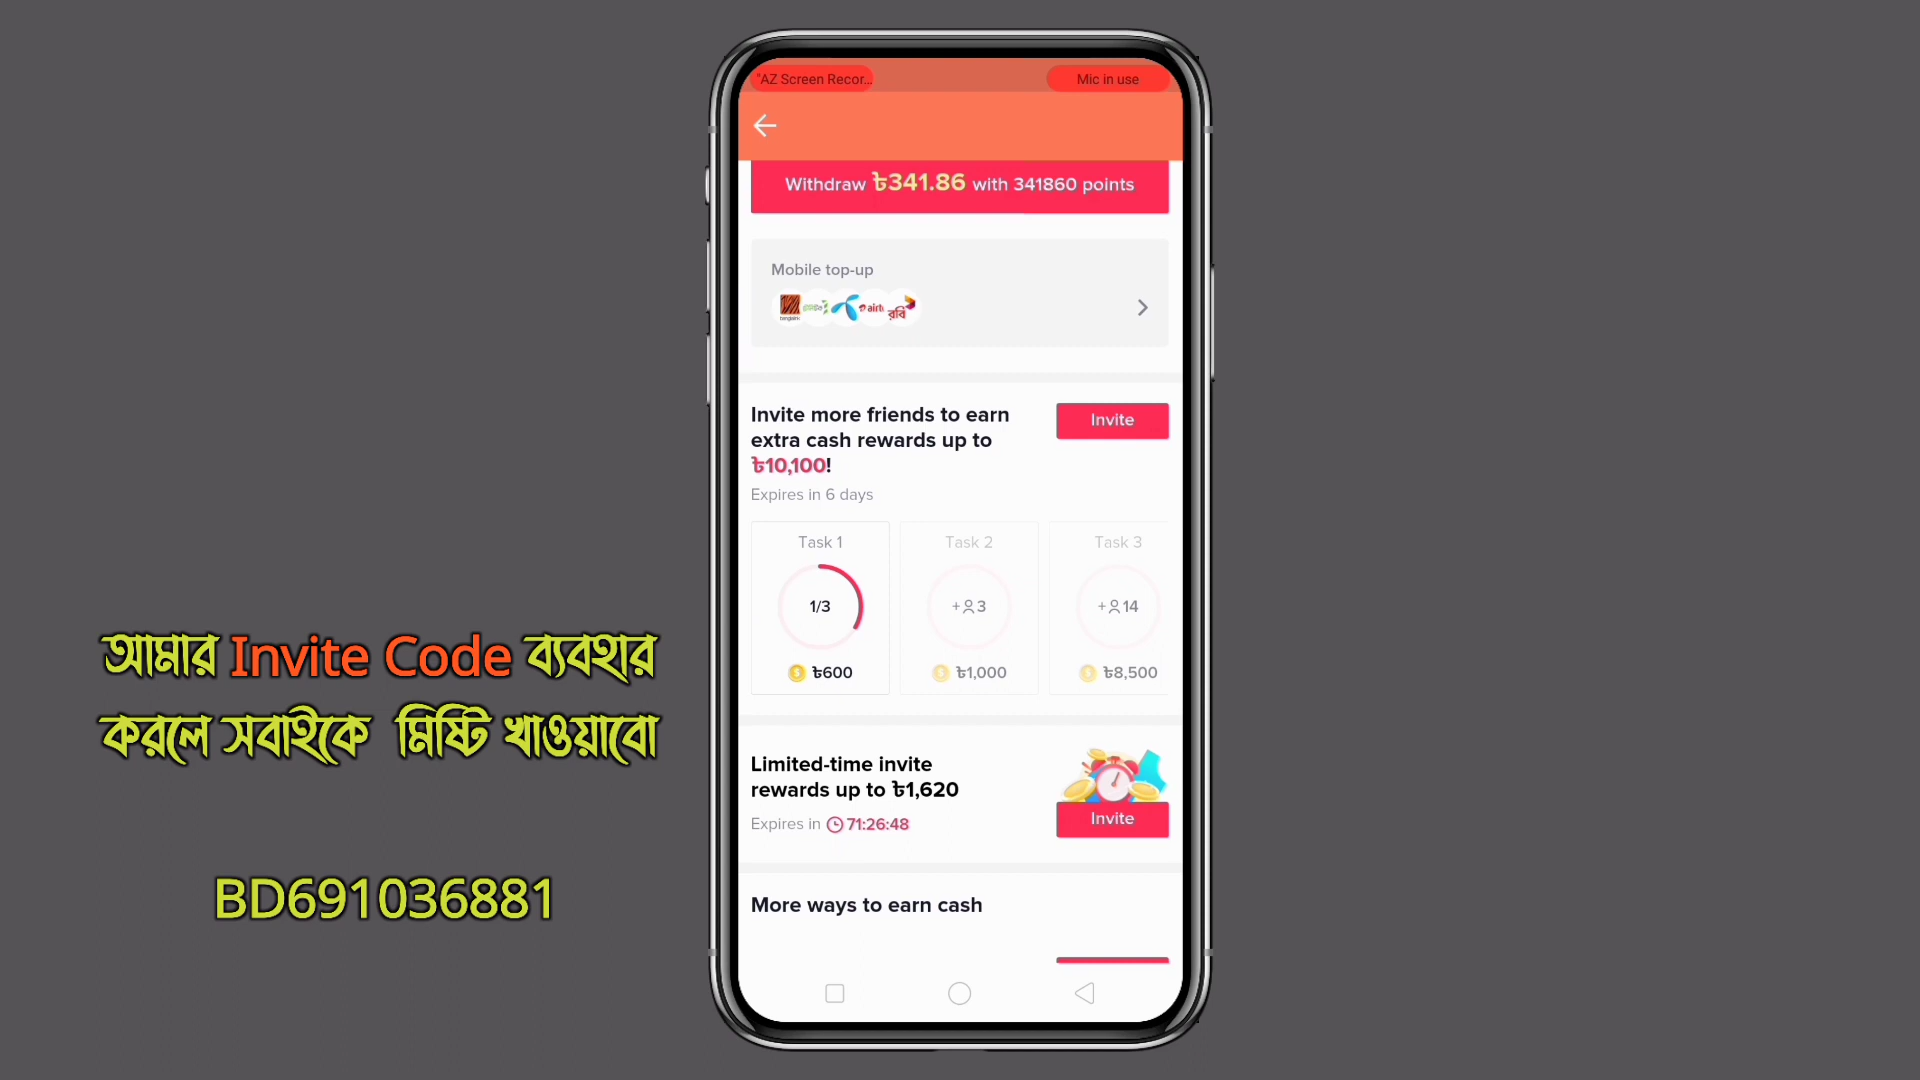 "AZ Screen Recor...
Mic in use
Withdraw ৳341.86 with 341860 points
Mobile top-up
banglalink
airt
রবি
Invite more friends to earn
extra cash rewards up to
৳10,100!
Invite
Expires in 6 days
Task 1
Task 2
Task 3
1/3
+ 3
+ 14
৳600
৳1,000
৳8,500
আমার Invite Code ব্যবহার
করলে সবাইকে মিষ্টি খাওয়াবো
BD691036881
Limited-time invite
rewards up to ৳1,620
Expires in 71:26:48
Invite
More ways to earn cash